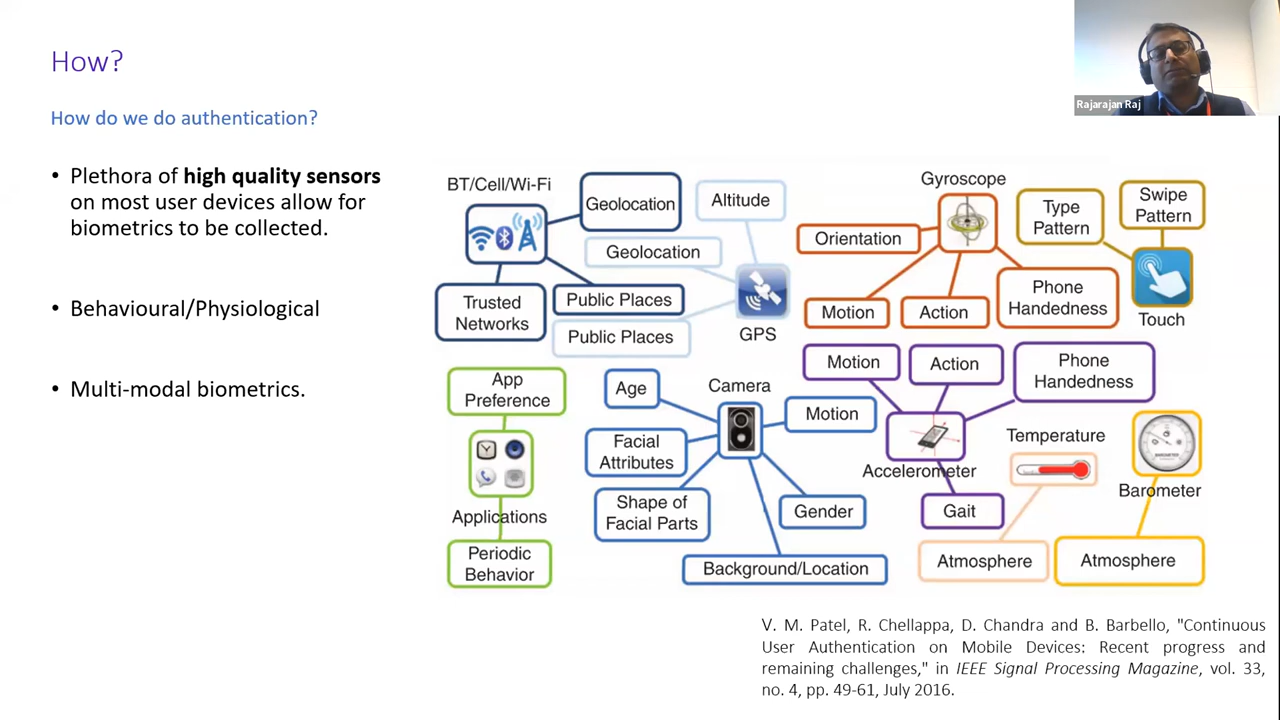 How?
How do we do authentication?
• Plethora of high quality sensors
on most user devices allow for
biometrics to be collected.
• Behavioural/Physiological
• Multi-modal biometrics.
BT/Cell/Wi-Fi
Geolocation
Trusted
Networks
Public Places
Altitude
Geolocation
Public Places
GPS
Gyroscope
Orientation
Motion
Action
Phone
Handedness
Type
Pattern
Swipe
Pattern
Touch
App
Preference
Applications
Periodic
Behavior
Camera
Age
Facial
Attributes
Shape of
Facial Parts
Motion
Gender
Background/Location
Motion
Action
Phone
Handedness
Accelerometer
Gait
Temperature
Atmosphere
Barometer
BAROMETER
Atmosphere
V. M. Patel, R. Chellappa, D. Chandra and B. Barbello, "Continuous
User Authentication on Mobile Devices: Recent progress and
remaining challenges," in IEEE Signal Processing Magazine, vol. 33,
no. 4, pp. 49-61, July 2016.
Rajarajan Raj